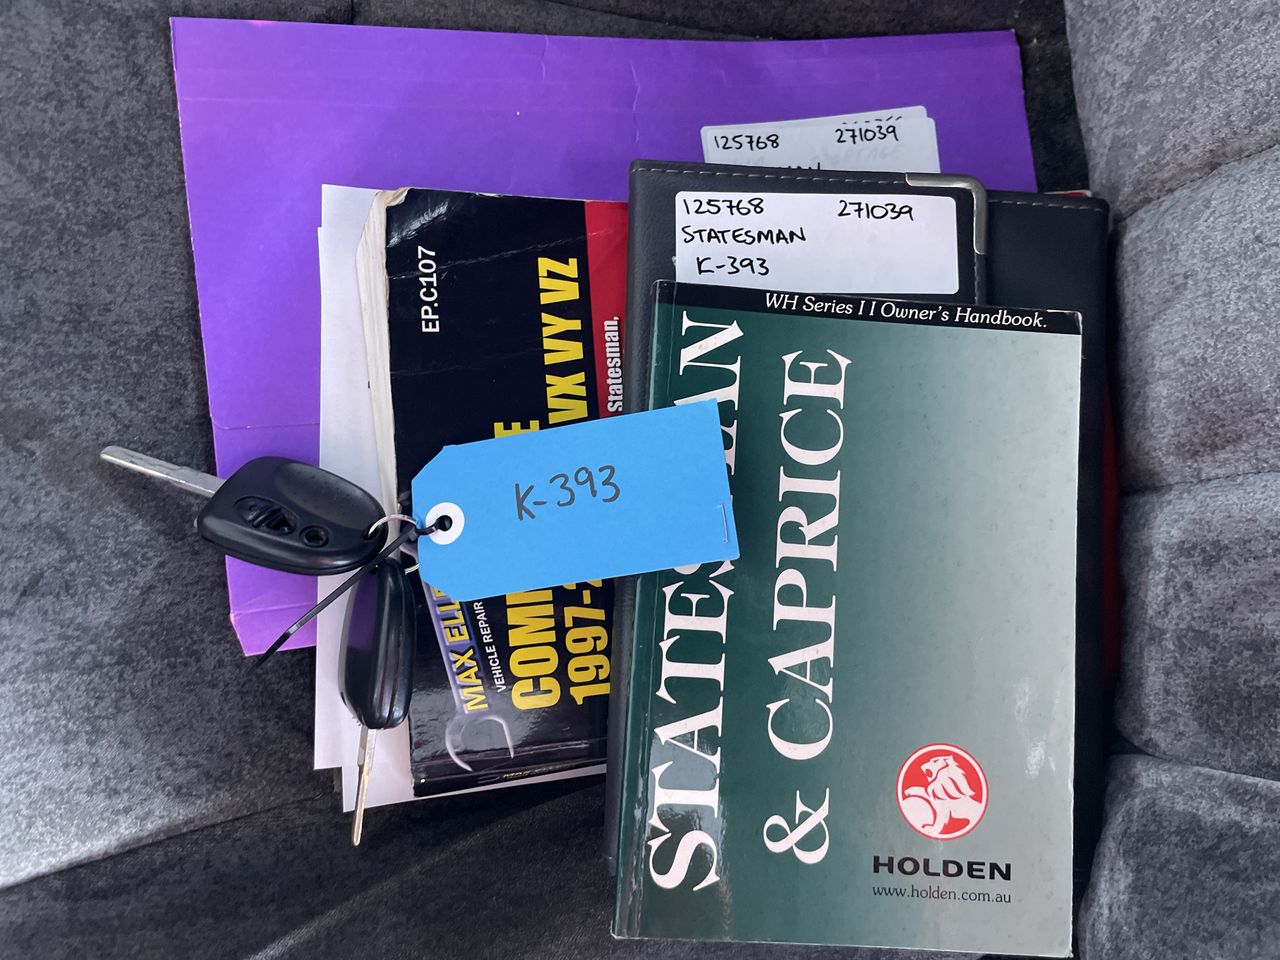 125768 271039
125768 271039
STATESMAN
K-393
WH Series II Owner's Handbook.
STATESMAN
& CAPRICE
HOLDEN
www.holden.com.au
K-393
EP.C107
MAX ELL
VEHICLE REPAIR
VX VY VZ
1997-
Statesman,